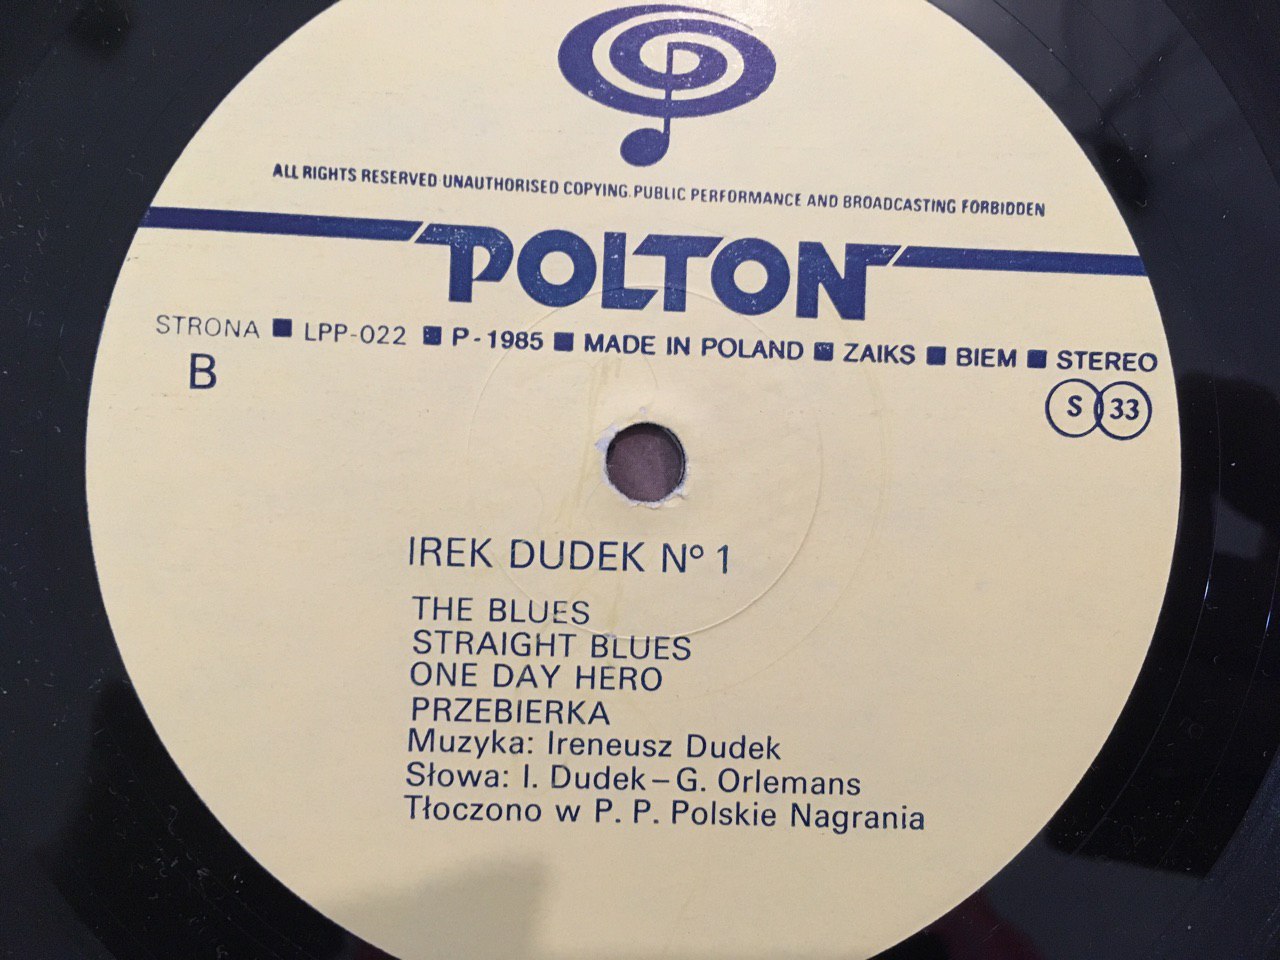 ALL RIGHTS RESERVED UNAUTHORISED COPYING. PUBLIC PERFORMANCE AND BROADCASTING FORBIDDEN
POLTON
STRONA ■ LPP-022 ■ P-1985 ■ MADE IN POLAND ■ ZAIKS ■ BIEM ■ STEREO
B
S 33
IREK DUDEK Nº 1
THE BLUES
STRAIGHT BLUES
ONE DAY HERO
PRZEBIERKA
Muzyka: Ireneusz Dudek
Słowa: I. Dudek – G. Orlemans
Tłoczono w P. P. Polskie Nagrania